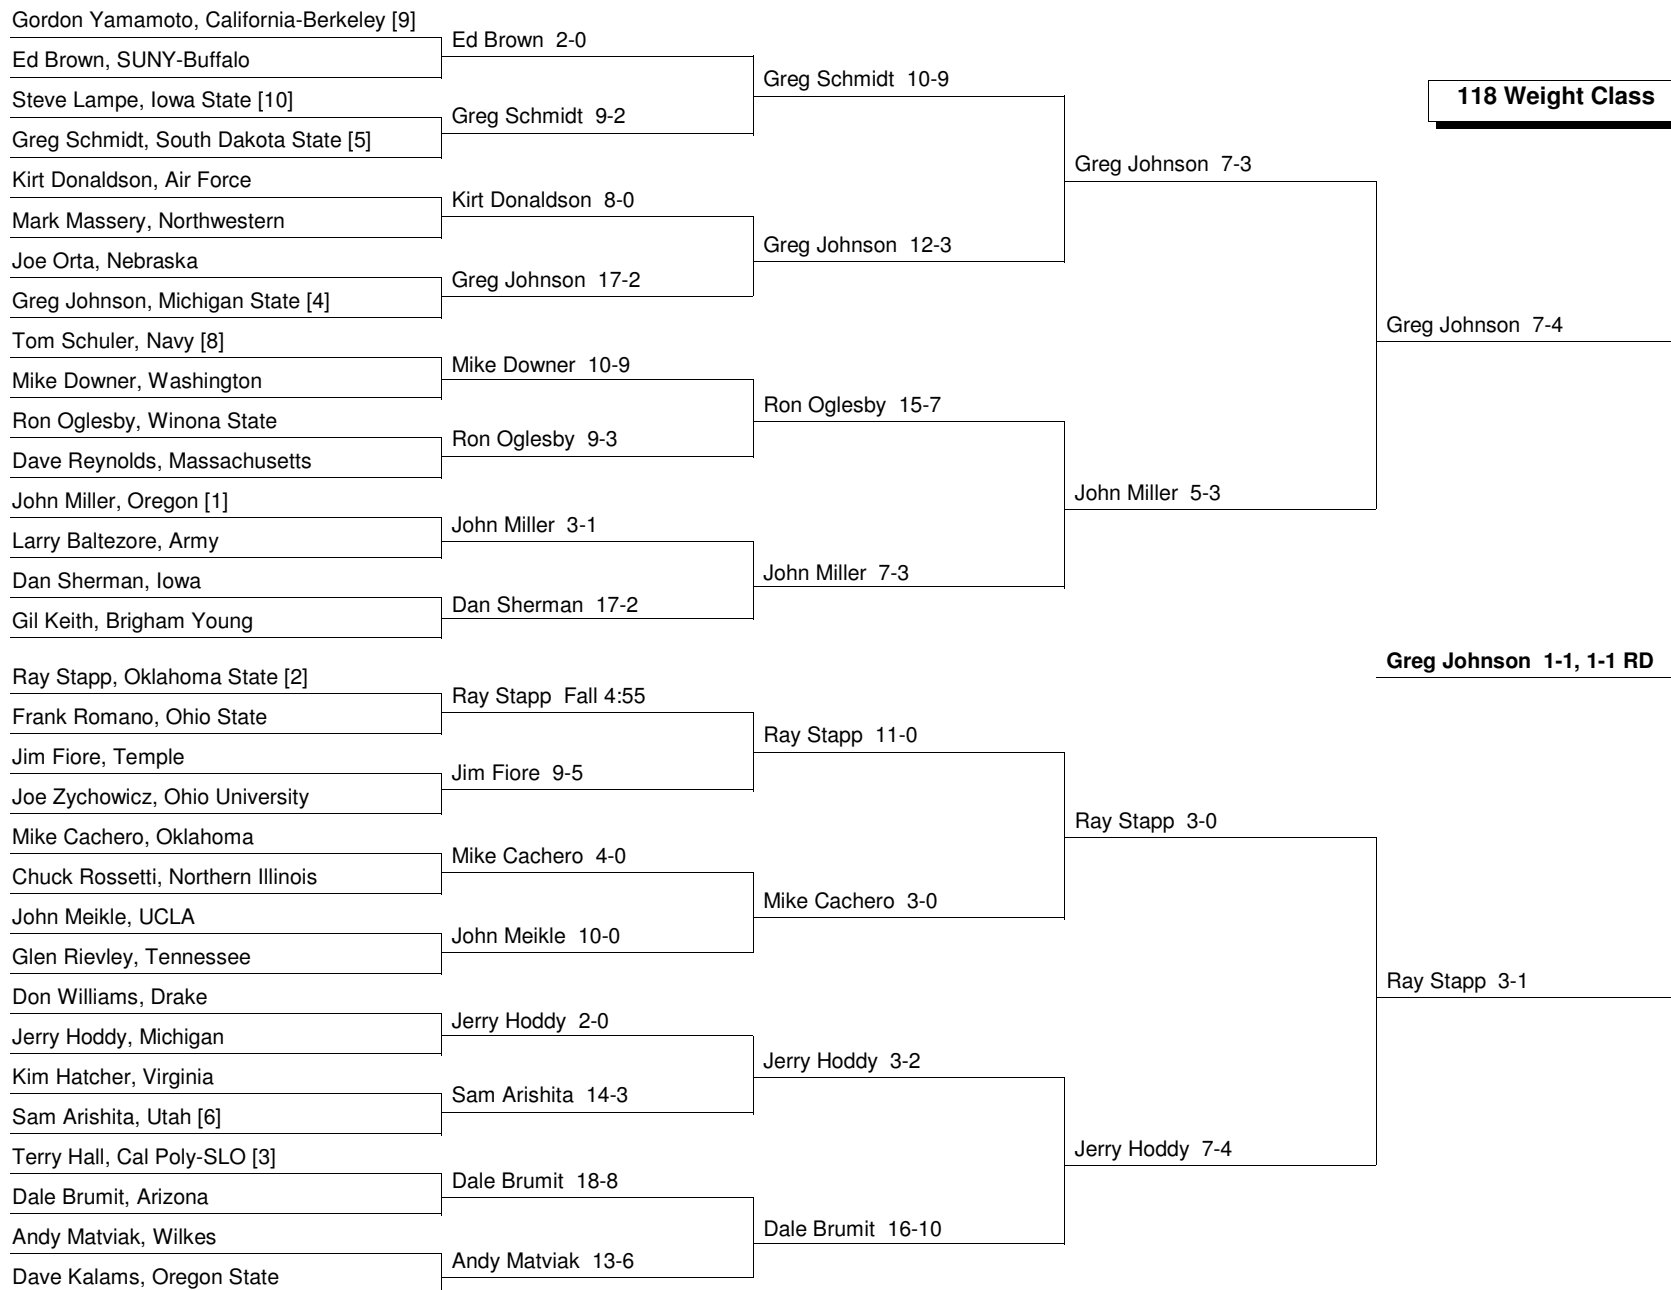 Gordon Yamamoto, California-Berkeley [9]
Ed Brown, SUNY-Buffalo
Steve Lampe, Iowa State [10]
Greg Schmidt, South Dakota State [5]
Kirt Donaldson, Air Force
Mark Massery, Northwestern
Joe Orta, Nebraska
Greg Johnson, Michigan State [4]
Tom Schuler, Navy [8]
Mike Downer, Washington
Ron Oglesby, Winona State
Dave Reynolds, Massachusetts
John Miller, Oregon [1]
Larry Baltezore, Army
Dan Sherman, Iowa
Gil Keith, Brigham Young
Ray Stapp, Oklahoma State [2]
Frank Romano, Ohio State
Jim Fiore, Temple
Joe Zychowicz, Ohio University
Mike Cachero, Oklahoma
Chuck Rossetti, Northern Illinois
John Meikle, UCLA
Glen Rievley, Tennessee
Don Williams, Drake
Jerry Hoddy, Michigan
Kim Hatcher, Virginia
Sam Arishita, Utah [6]
Terry Hall, Cal Poly-SLO [3]
Dale Brumit, Arizona
Andy Matviak, Wilkes
Dave Kalams, Oregon State
Ed Brown 2-0
Greg Schmidt 9-2
Kirt Donaldson 8-0
Greg Johnson 17-2
Mike Downer 10-9
Ron Oglesby 9-3
John Miller 3-1
Dan Sherman 17-2
Ray Stapp Fall 4:55
Jim Fiore 9-5
Mike Cachero 4-0
John Meikle 10-0
Jerry Hoddy 2-0
Sam Arishita 14-3
Dale Brumit 18-8
Andy Matviak 13-6
Greg Schmidt 10-9
Greg Johnson 12-3
Ron Oglesby 15-7
John Miller 7-3
Ray Stapp 11-0
Mike Cachero 3-0
Jerry Hoddy 3-2
Dale Brumit 16-10
Greg Johnson 7-3
John Miller 5-3
Ray Stapp 3-0
Jerry Hoddy 7-4
118 Weight Class
Greg Johnson 7-4
Greg Johnson 1-1, 1-1 RD
Ray Stapp 3-1